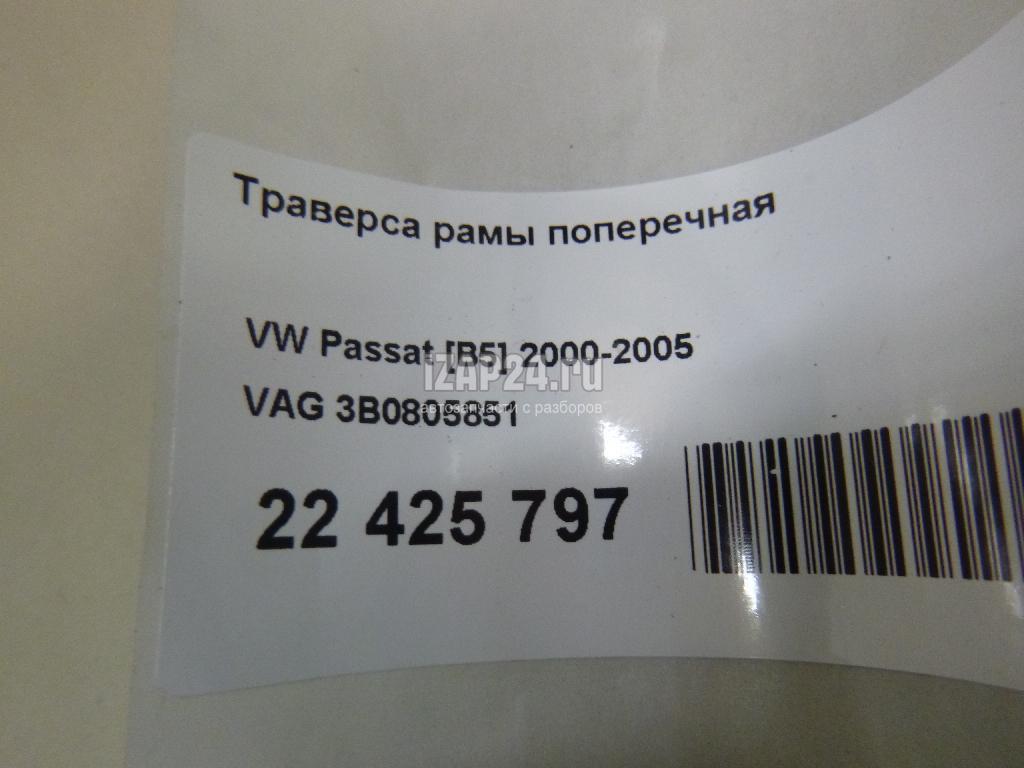 Траверса рамы поперечная
VW Passat [B5] 2000-2005
IZAP24.ru
VAG 3B0805851
автозапчасти с разборов
22 425 797